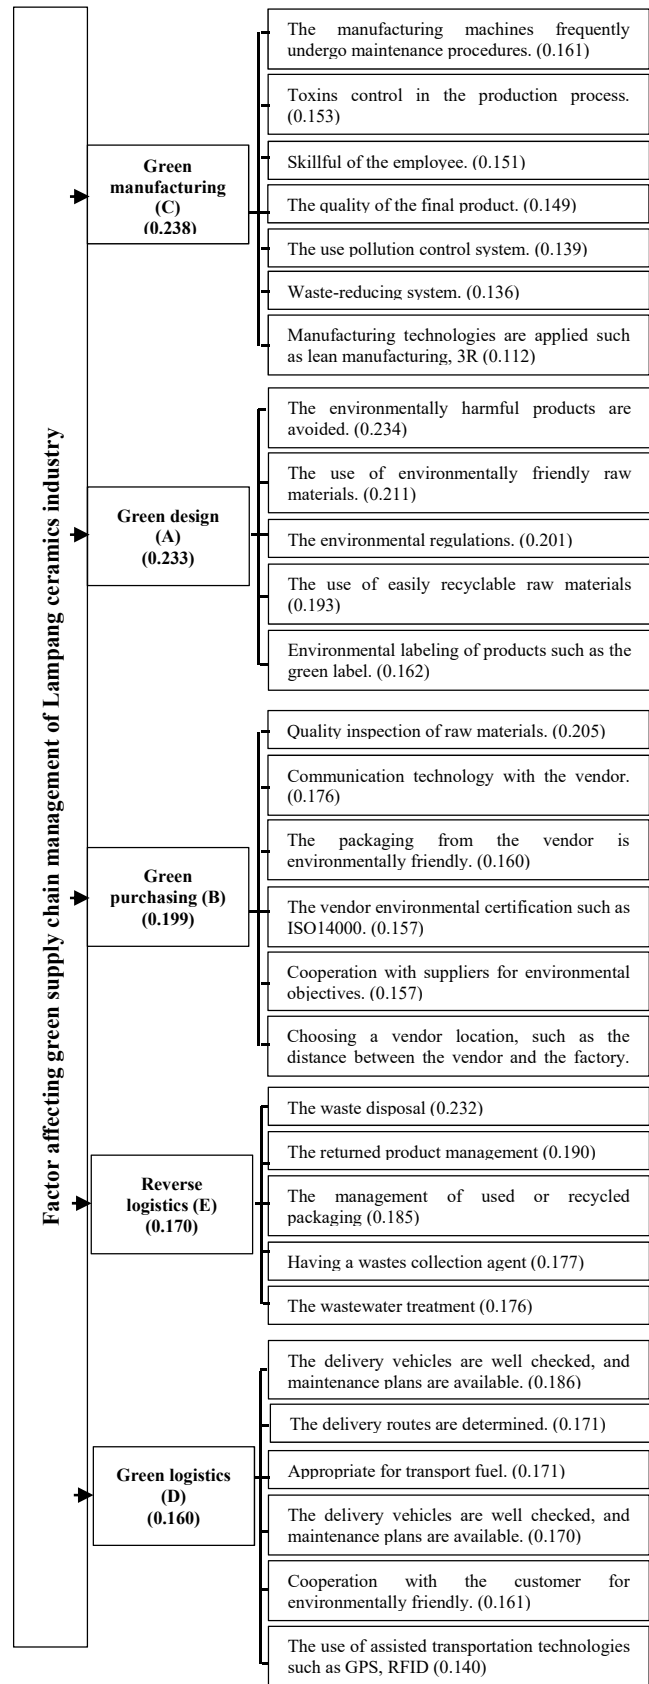 Factor affecting green supply chain management of Lampang ceramics industry
Green
manufacturing
(C)
(0.238)
The manufacturing machines frequently
undergo maintenance procedures. (0.161)
Toxins control in the production process.
(0.153)
Skillful of the employee. (0.151)
The quality of the final product. (0.149)
The use pollution control system. (0.139)
Waste-reducing system. (0.136)
Manufacturing technologies are applied such
as lean manufacturing, 3R (0.112)
Green design
(A)
(0.233)
The environmentally harmful products are
avoided. (0.234)
The use of environmentally friendly raw
materials. (0.211)
The environmental regulations. (0.201)
The use of easily recyclable raw materials
(0.193)
Environmental labeling of products such as the
green label. (0.162)
Green
purchasing (B)
(0.199)
Quality inspection of raw materials. (0.205)
Communication technology with the vendor.
(0.176)
The packaging from the vendor is
environmentally friendly. (0.160)
The vendor environmental certification such as
ISO14000. (0.157)
Cooperation with suppliers for environmental
objectives. (0.157)
Choosing a vendor location, such as the
distance between the vendor and the factory.
Reverse
logistics (E)
(0.170)
The waste disposal (0.232)
The returned product management (0.190)
The management of used or recycled
packaging (0.185)
Having a wastes collection agent (0.177)
The wastewater treatment (0.176)
Green logistics
(D)
(0.160)
The delivery vehicles are well checked, and
maintenance plans are available. (0.186)
The delivery routes are determined. (0.171)
Appropriate for transport fuel. (0.171)
The delivery vehicles are well checked, and
maintenance plans are available. (0.170)
Cooperation with the customer for
environmentally friendly. (0.161)
The use of assisted transportation technologies
such as GPS, RFID (0.140)